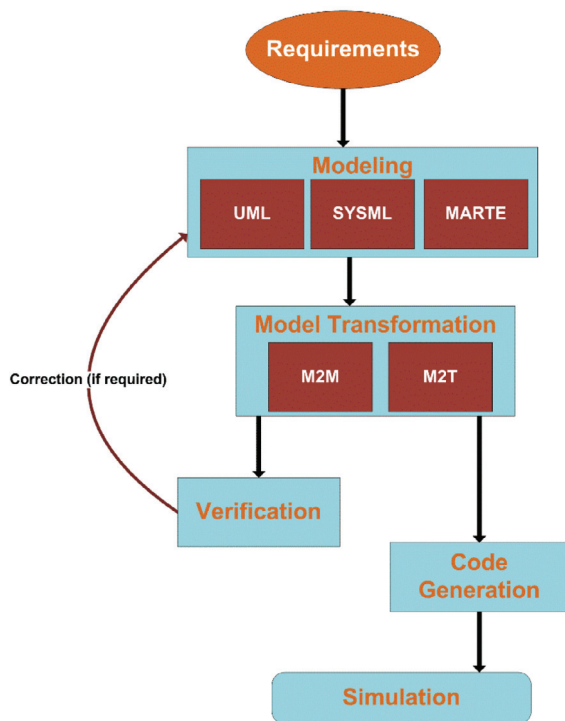 Requirements
Modeling
UML SYSML MARTE
Model Transformation
M2M M2T
Correction (if required)
Verification
Code
Generation
Simulation